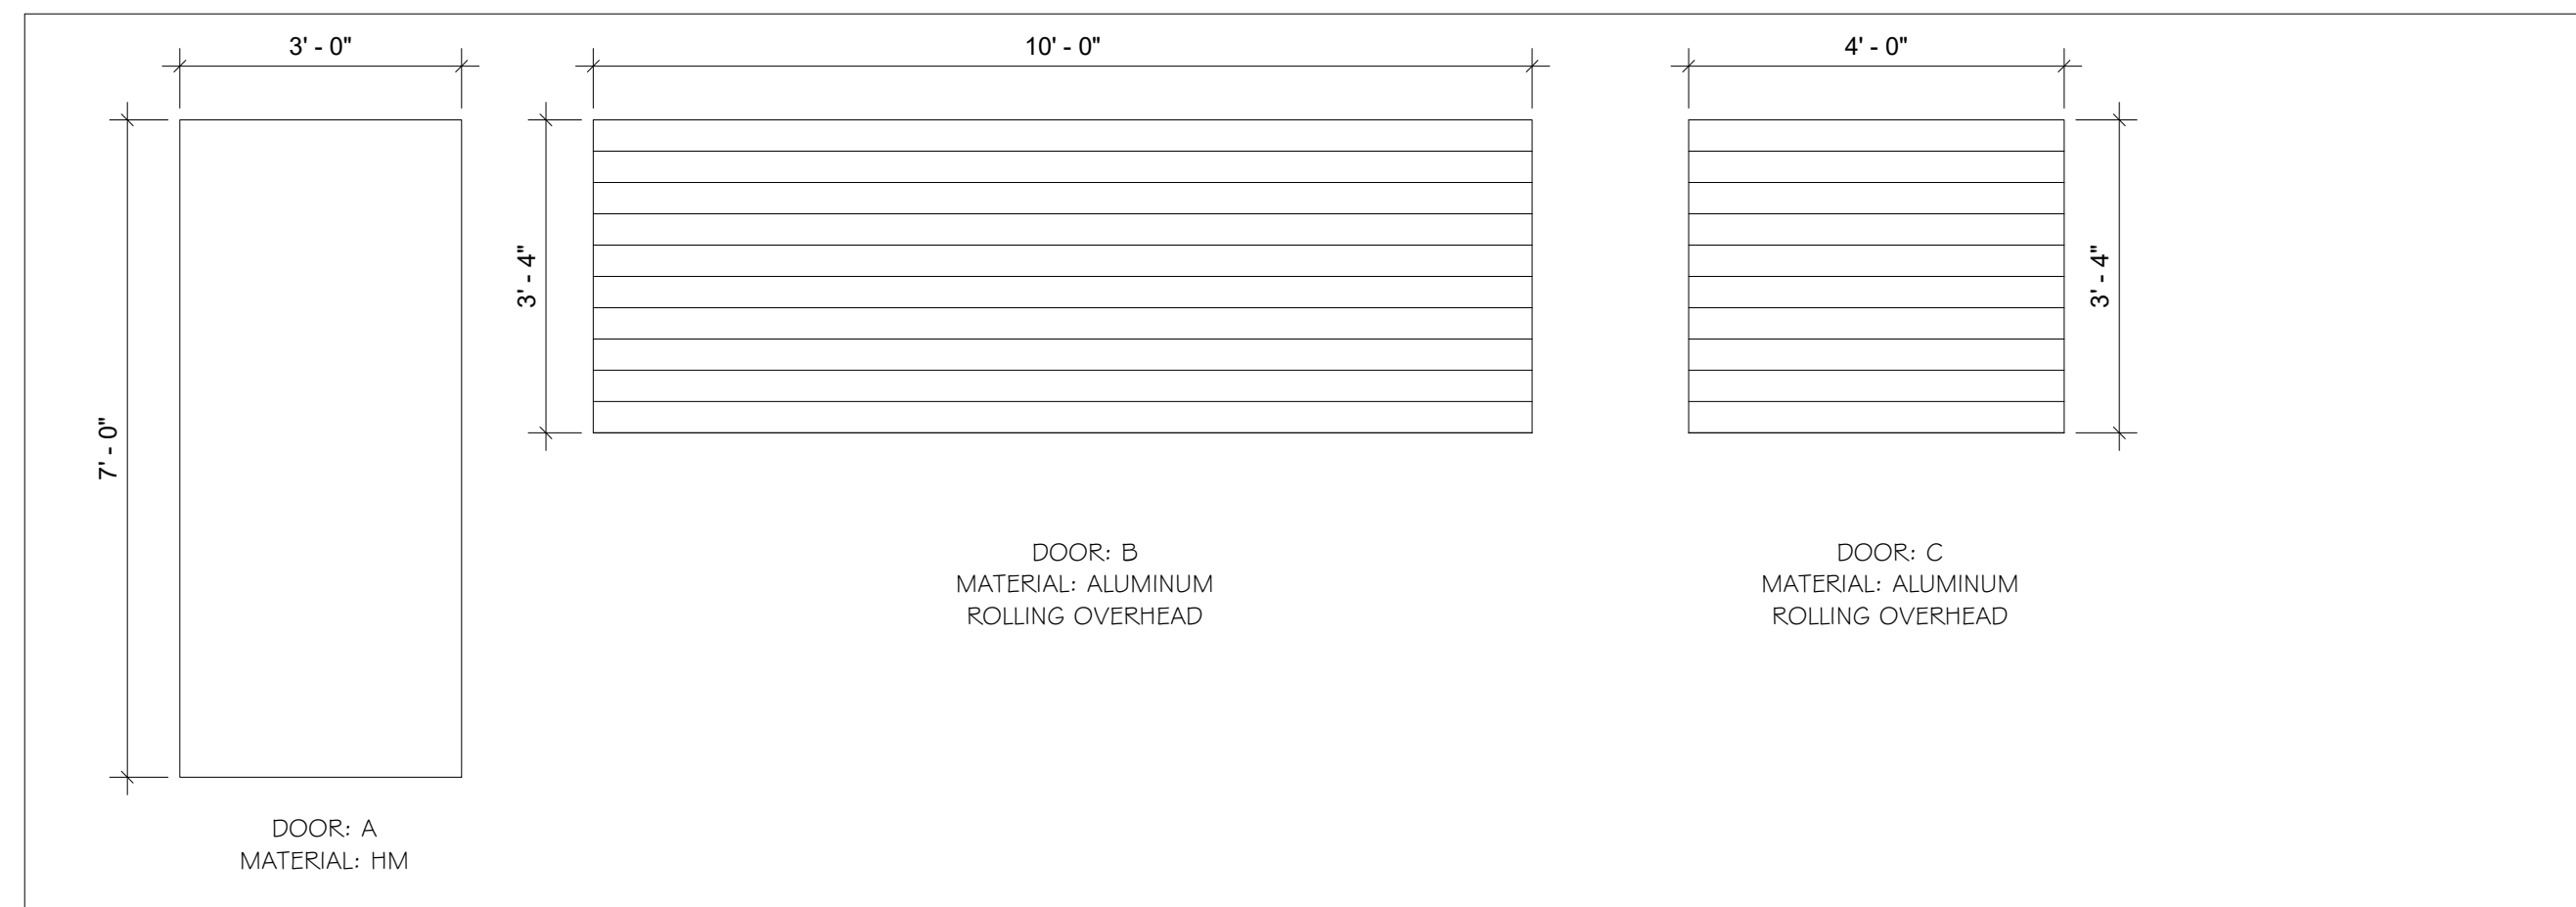 3' - 0"
10' - 0"
4' - 0"
7' - 0"
3' - 4"
3' - 4"
DOOR: B
MATERIAL: ALUMINUM
ROLLING OVERHEAD
DOOR: C
MATERIAL: ALUMINUM
ROLLING OVERHEAD
DOOR: A
MATERIAL: HM